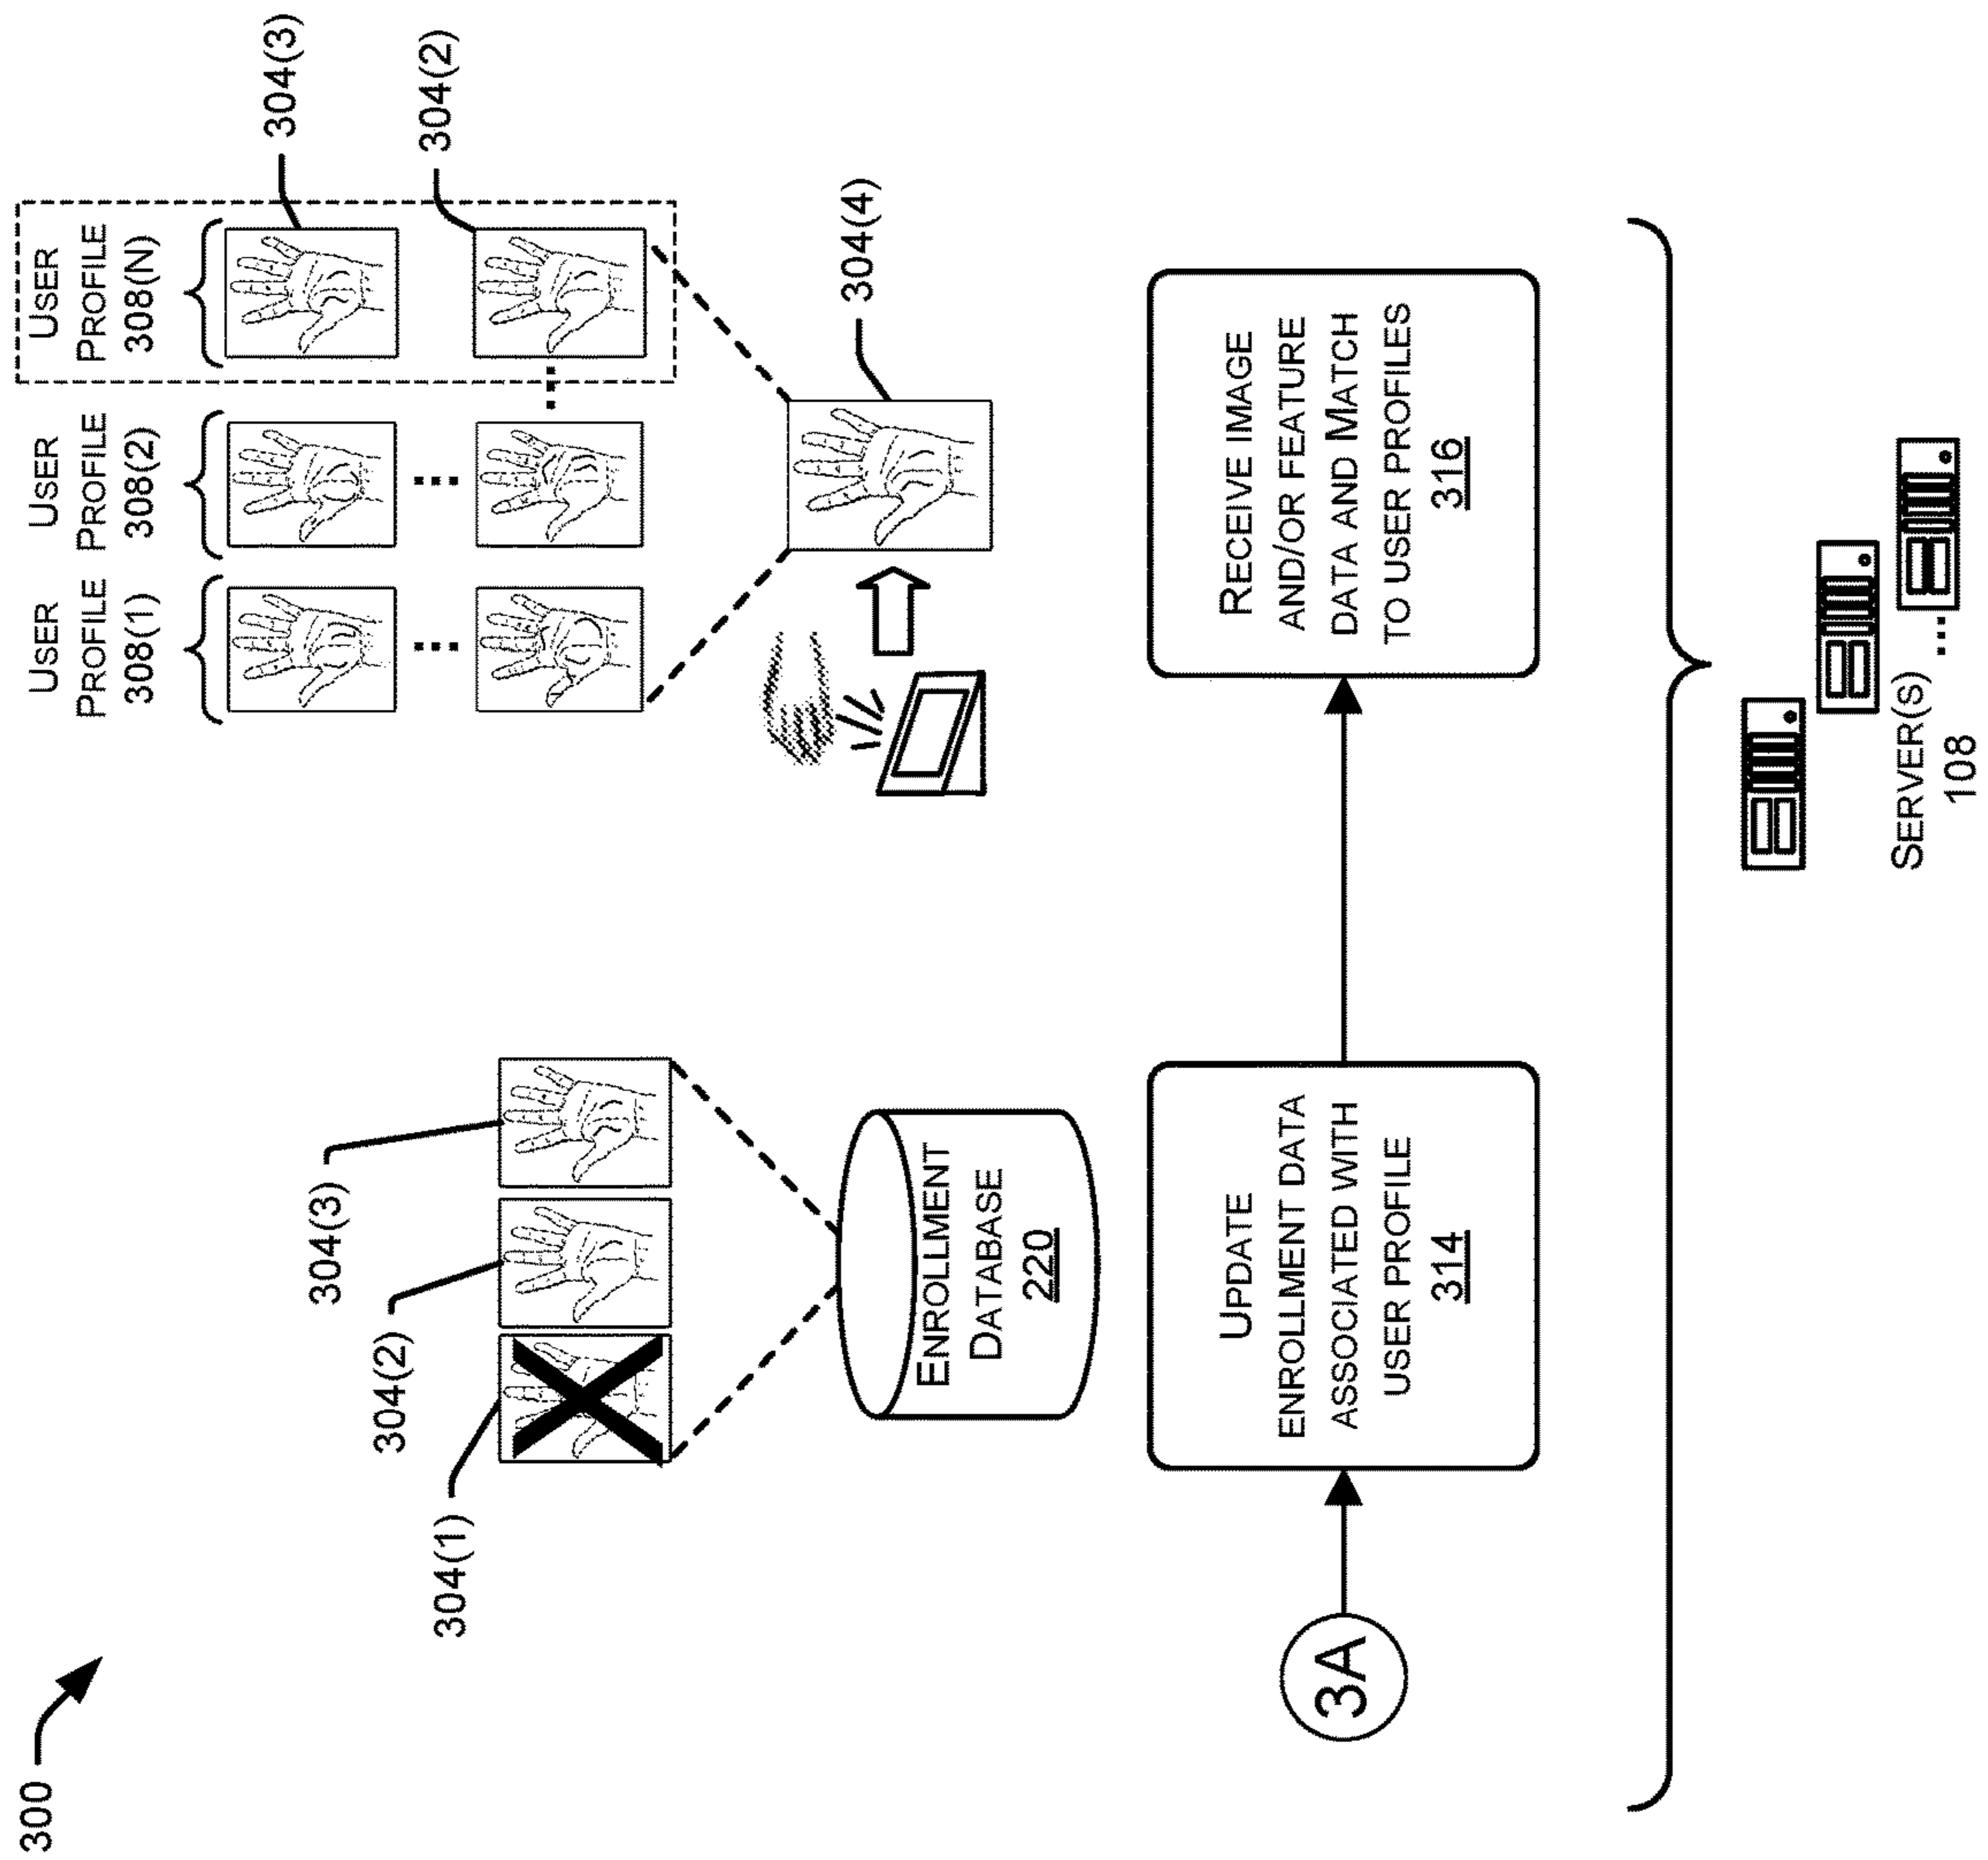 300
304(1)
304(2)
304(3)
USER
PROFILE
308(1)
USER
PROFILE
308(2)
USER
PROFILE
308(N)
304(3)
304(2)
304(4)
ENROLLMENT
DATABASE
220
3A
UPDATE
ENROLLMENT DATA
ASSOCIATED WITH
USER PROFILE
314
RECEIVE IMAGE
AND/OR FEATURE
DATA AND MATCH
TO USER PROFILES
316
SERVER(S)
108